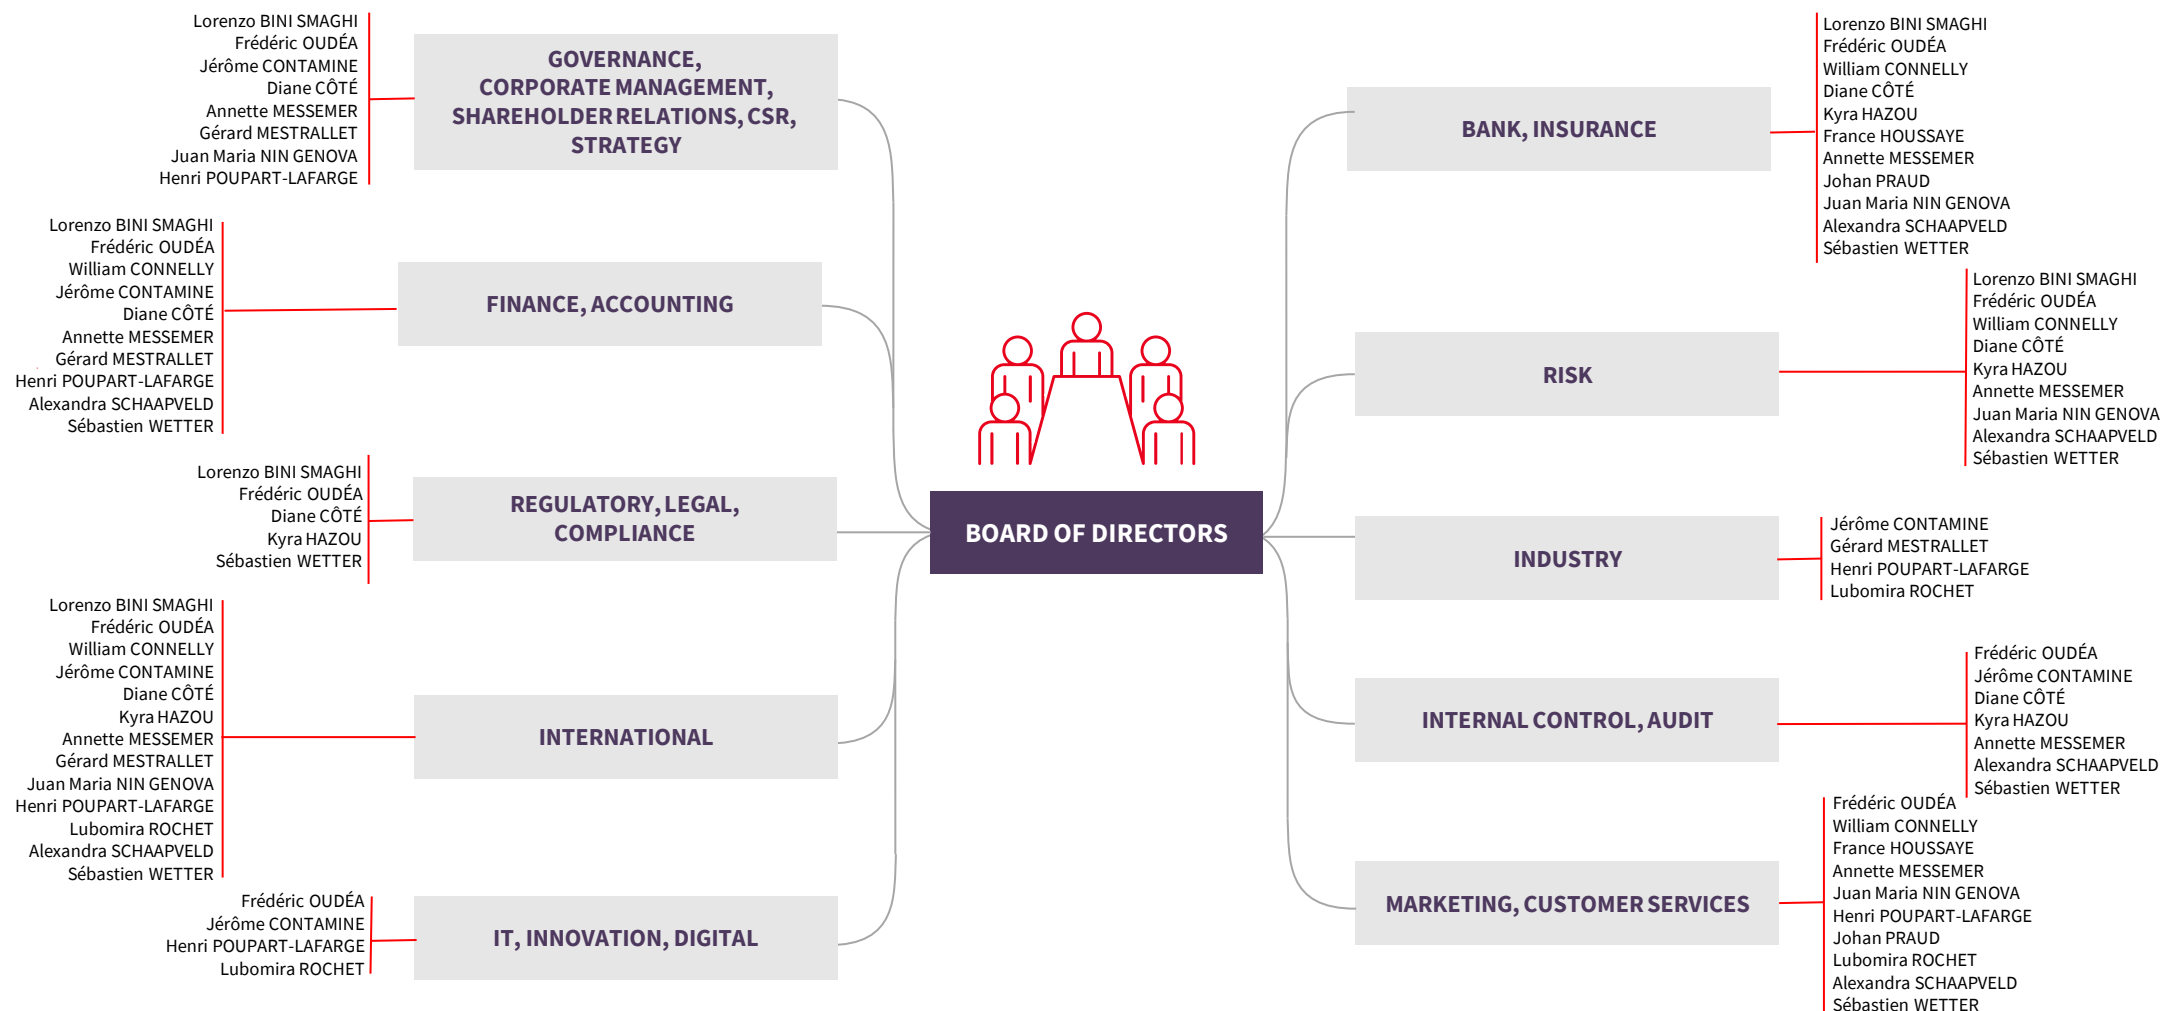 Lorenzo BINI SMAGHI
Frédéric OUDÉA
Jérôme CONTAMINE
Diane CÔTÉ
Annette MESSEMER
Gérard MESTRALLET
Juan Maria NIN GENOVA
Henri POUPART-LAFARGE
GOVERNANCE,
CORPORATE MANAGEMENT,
SHAREHOLDER RELATIONS, CSR,
STRATEGY
Lorenzo BINI SMAGHI
Frédéric OUDÉA
William CONNELLY
Jérôme CONTAMINE
Diane CÔTÉ
Annette MESSEMER
Gérard MESTRALLET
Henri POUPART-LAFARGE
Alexandra SCHAAPVELD
Sébastien WETTER
FINANCE, ACCOUNTING
Lorenzo BINI SMAGHI
Frédéric OUDÉA
Diane CÔTÉ
Kyra HAZOU
Sébastien WETTER
REGULATORY, LEGAL,
COMPLIANCE
Lorenzo BINI SMAGHI
Frédéric OUDÉA
William CONNELLY
Jérôme CONTAMINE
Diane CÔTÉ
Kyra HAZOU
Annette MESSEMER
Gérard MESTRALLET
Juan Maria NIN GENOVA
Henri POUPART-LAFARGE
Lubomira ROCHET
Alexandra SCHAAPVELD
Sébastien WETTER
INTERNATIONAL
Frédéric OUDÉA
Jérôme CONTAMINE
Henri POUPART-LAFARGE
Lubomira ROCHET
IT, INNOVATION, DIGITAL
BOARD OF DIRECTORS
BANK, INSURANCE
Lorenzo BINI SMAGHI
Frédéric OUDÉA
William CONNELLY
Diane CÔTÉ
Kyra HAZOU
France HOUSSAYE
Annette MESSEMER
Johan PRAUD
Juan Maria NIN GENOVA
Alexandra SCHAAPVELD
Sébastien WETTER
RISK
Lorenzo BINI SMAGHI
Frédéric OUDÉA
William CONNELLY
Diane CÔTÉ
Kyra HAZOU
Annette MESSEMER
Juan Maria NIN GENOVA
Alexandra SCHAAPVELD
Sébastien WETTER
INDUSTRY
Jérôme CONTAMINE
Gérard MESTRALLET
Henri POUPART-LAFARGE
Lubomira ROCHET
INTERNAL CONTROL, AUDIT
Frédéric OUDÉA
Jérôme CONTAMINE
Diane CÔTÉ
Kyra HAZOU
Annette MESSEMER
Alexandra SCHAAPVELD
Sébastien WETTER
MARKETING, CUSTOMER SERVICES
Frédéric OUDÉA
William CONNELLY
France HOUSSAYE
Annette MESSEMER
Juan Maria NIN GENOVA
Henri POUPART-LAFARGE
Johan PRAUD
Lubomira ROCHET
Alexandra SCHAAPVELD
Sébastien WETTER